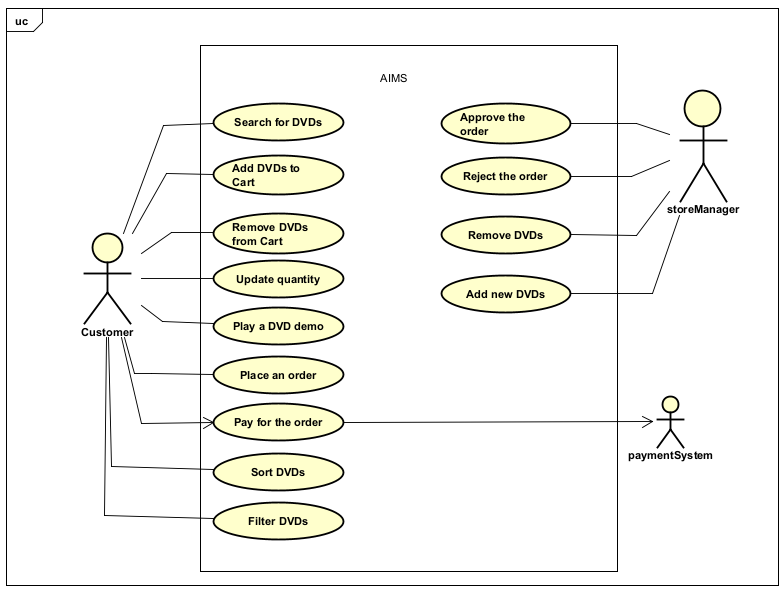 uc
AIMS
Search for DVDs
Add DVDs to
Cart
Remove DVDs
from Cart
Update quantity
Play a DVD demo
Place an order
Pay for the order
Sort DVDs
Filter DVDs
Customer
Approve the
order
Reject the order
Remove DVDs
Add new DVDs
storeManager
paymentSystem